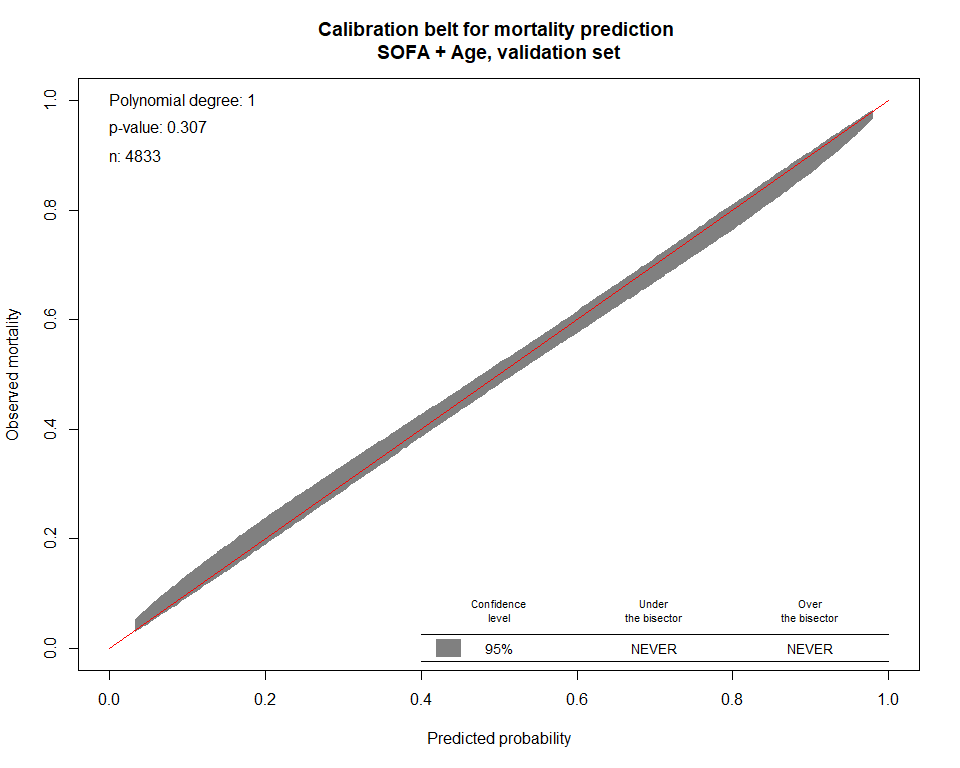 Calibration belt for mortality prediction
SOFA + Age, validation set
Polynomial degree: 1
p-value: 0.307
n: 4833
1.0
0.8
0.6
0.4
0.2
0.0
Observed mortality
Confidence level
Under the bisector
Over the bisector
95%
NEVER
NEVER
0.0 0.2 0.4 0.6 0.8 1.0
Predicted probability